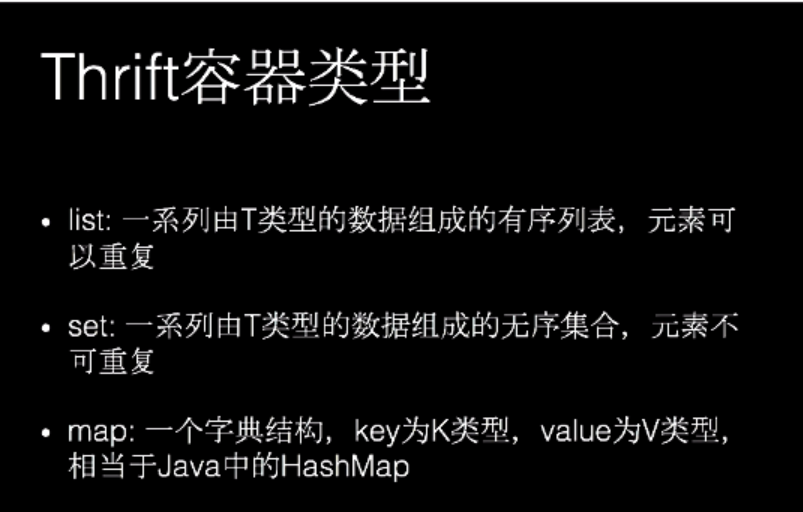 Thrift容器类型
• list: 一系列由T类型的数据组成的有序列表，元素可
以重复
• set: 一系列由T类型的数据组成的无序集合，元素不
可重复
• map: 一个字典结构，key为K类型，value为V类型，
相当于Java中的HashMap